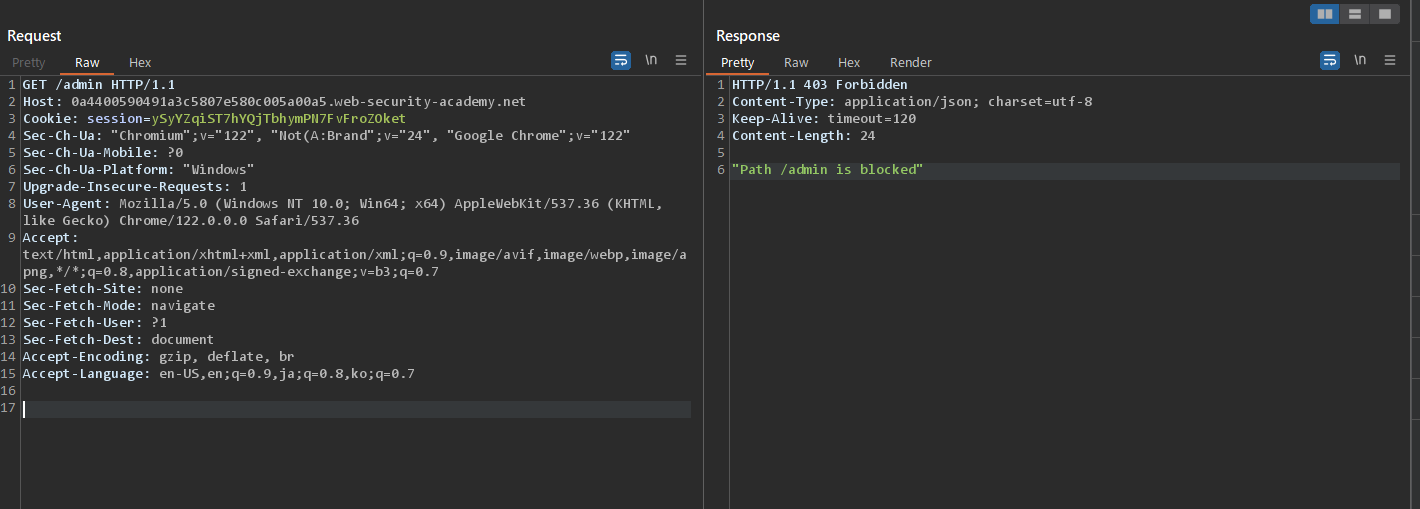 Request
Response
Pretty Raw Hex
\n
Pretty Raw Hex Render
\n
1 GET /admin HTTP/1.1
2 Host: 0a4400590491a3c5807e580c005a00a5.web-security-academy.net
3 Cookie: session=ySyYZqiST7hYQjTbhymPN7FvFroZOket
4 Sec-Ch-Ua: "Chromium";v="122", "Not(A:Brand";v="24", "Google Chrome";v="122"
5 Sec-Ch-Ua-Mobile: ?0
6 Sec-Ch-Ua-Platform: "Windows"
7 Upgrade-Insecure-Requests: 1
8 User-Agent: Mozilla/5.0 (Windows NT 10.0; Win64; x64) AppleWebKit/537.36 (KHTML,
like Gecko) Chrome/122.0.0.0 Safari/537.36
9 Accept:
text/html,application/xhtml+xml,application/xml;q=0.9,image/avif,image/webp,image/a
png,*/*;q=0.8,application/signed-exchange;v=b3;q=0.7
10 Sec-Fetch-Site: none
11 Sec-Fetch-Mode: navigate
12 Sec-Fetch-User: ?1
13 Sec-Fetch-Dest: document
14 Accept-Encoding: gzip, deflate, br
15 Accept-Language: en-US,en;q=0.9,ja;q=0.8,ko;q=0.7
16
17
1 HTTP/1.1 403 Forbidden
2 Content-Type: application/json; charset=utf-8
3 Keep-Alive: timeout=120
4 Content-Length: 24
5
6 "Path /admin is blocked"